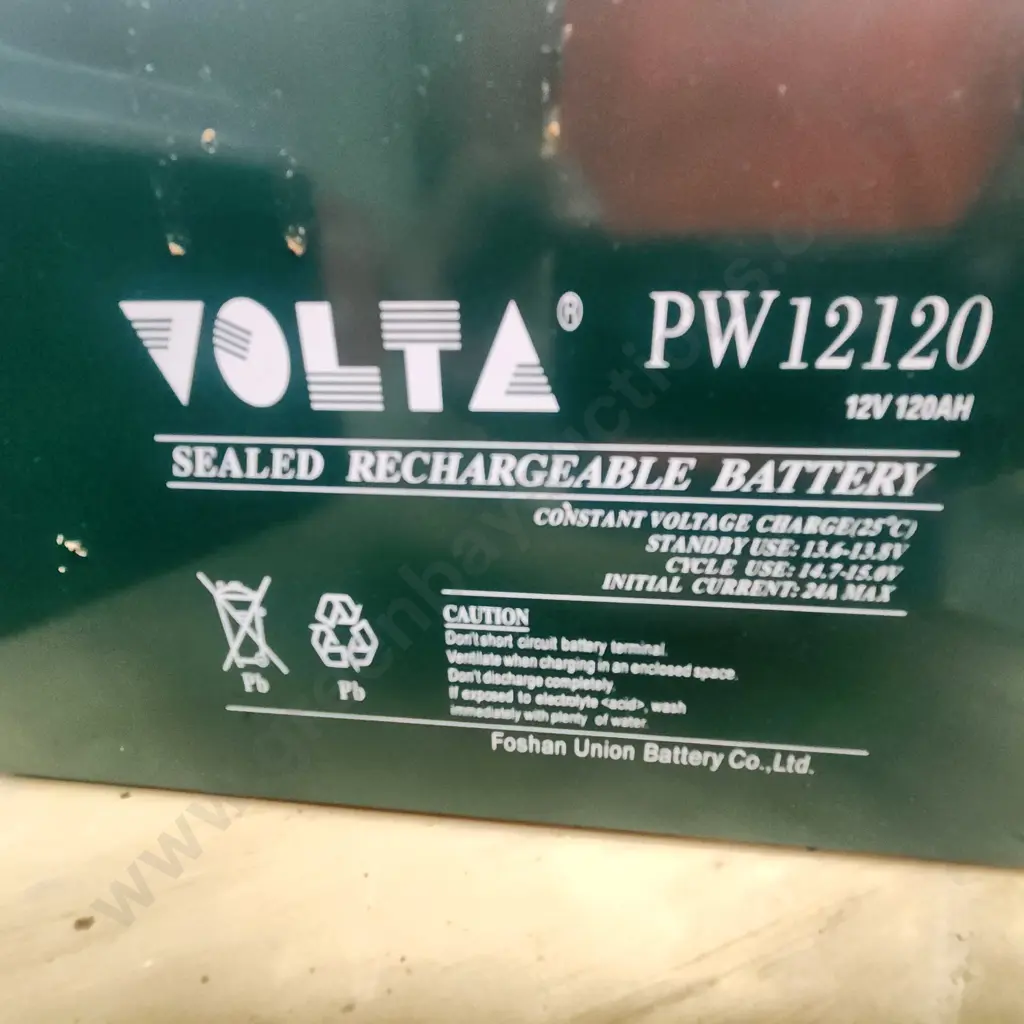 VOLTA® PW12120
12V 120AH
SEALED RECHARGEABLE BATTERY
CONSTANT VOLTAGE CHARGE(25°C)
STANDBY USE: 13.6-13.8V
CYCLE USE: 14.7-15.0V
INITIAL CURRENT: 24A MAX
CAUTION
Don't short circuit battery terminal.
Ventilate when charging in an enclosed space.
Don't discharge completely.
If exposed to electrolyte <acid>, wash
immediately with plenty of water.
Pb Pb
Foshan Union Battery Co.,Ltd.